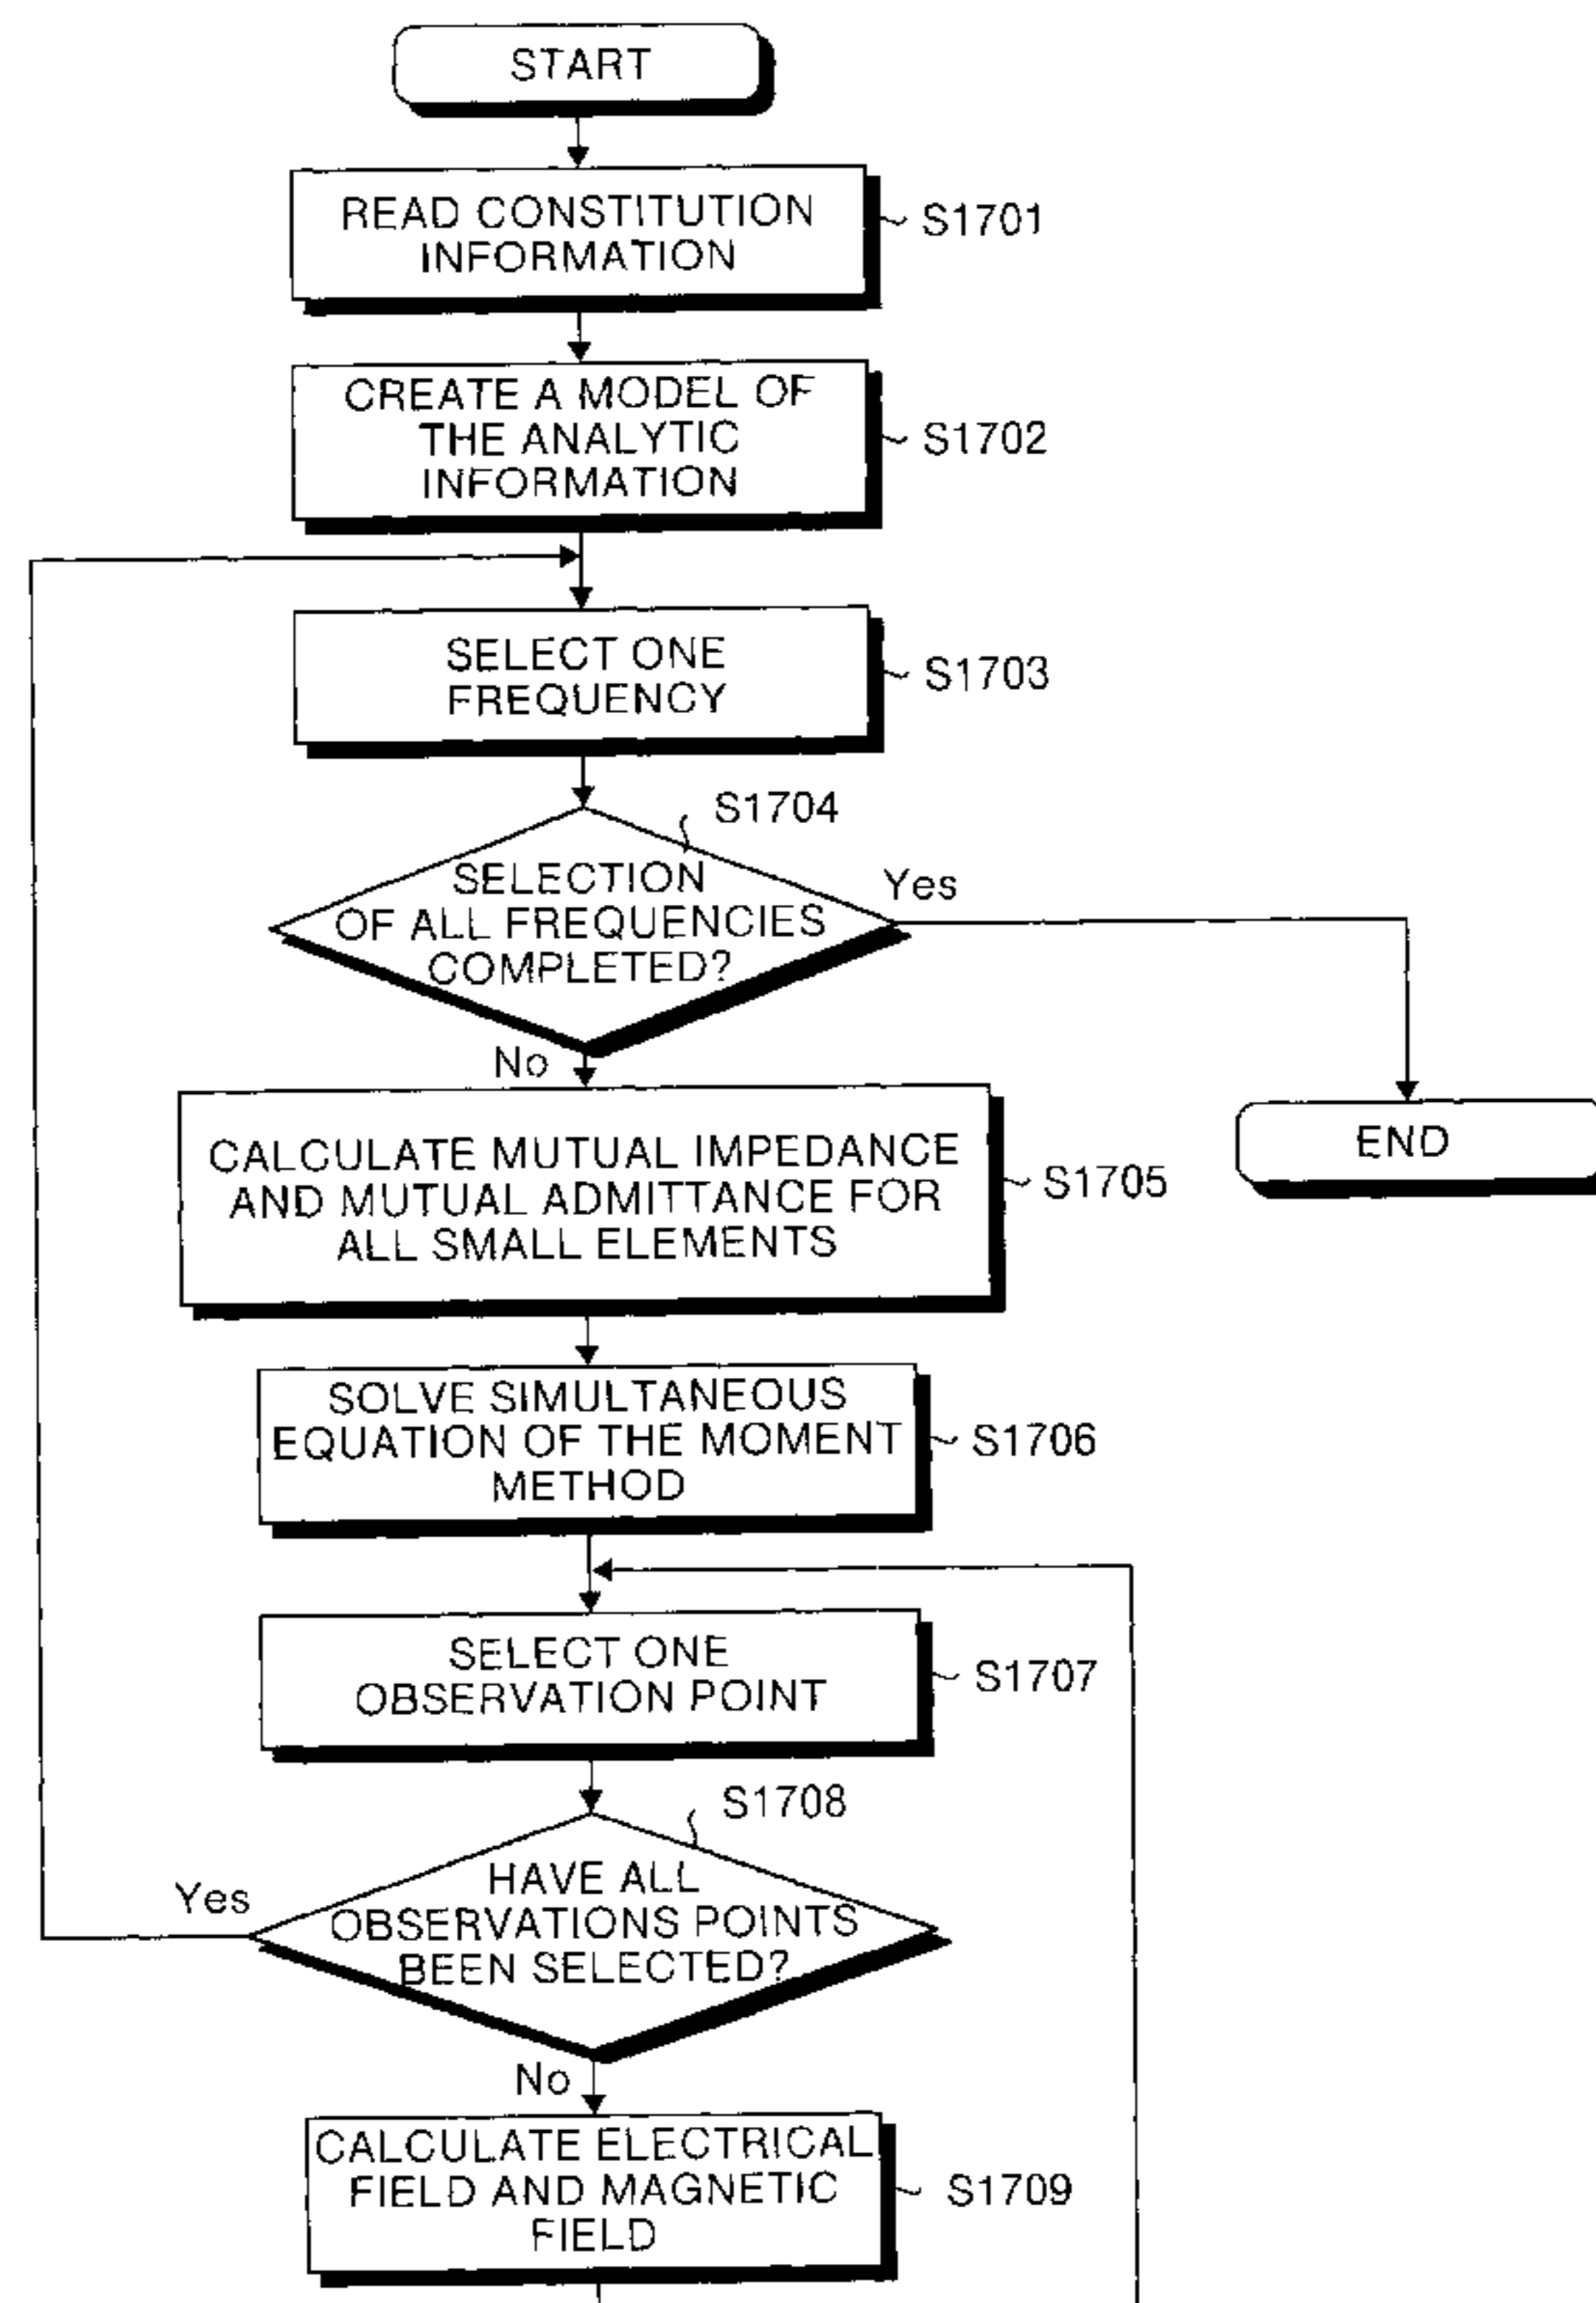 START
READ CONSTITUTION
INFORMATION
S1701
CREATE A MODEL OF
THE ANALYTIC
INFORMATION
S1702
SELECT ONE
FREQUENCY
S1703
S1704
SELECTION
OF ALL FREQUENCIES
COMPLETED?
Yes
No
END
CALCULATE MUTUAL IMPEDANCE
AND MUTUAL ADMITTANCE FOR
ALL SMALL ELEMENTS
S1705
SOLVE SIMULTANEOUS
EQUATION OF THE MOMENT
METHOD
S1706
SELECT ONE
OBSERVATION POINT
S1707
S1708
HAVE ALL
OBSERVATIONS POINTS
BEEN SELECTED?
Yes
No
CALCULATE ELECTRICAL
FIELD AND MAGNETIC
FIELD
S1709